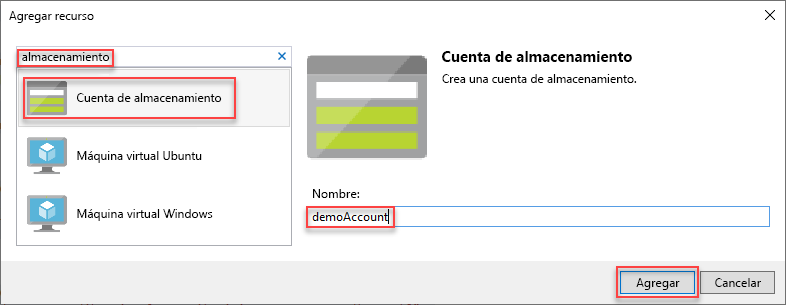 Agregar recurso
almacenamiento
Cuenta de almacenamiento
Máquina virtual Ubuntu
Máquina virtual Windows
Cuenta de almacenamiento
Crea una cuenta de almacenamiento.
Nombre:
demoAccount
Agregar
Cancelar